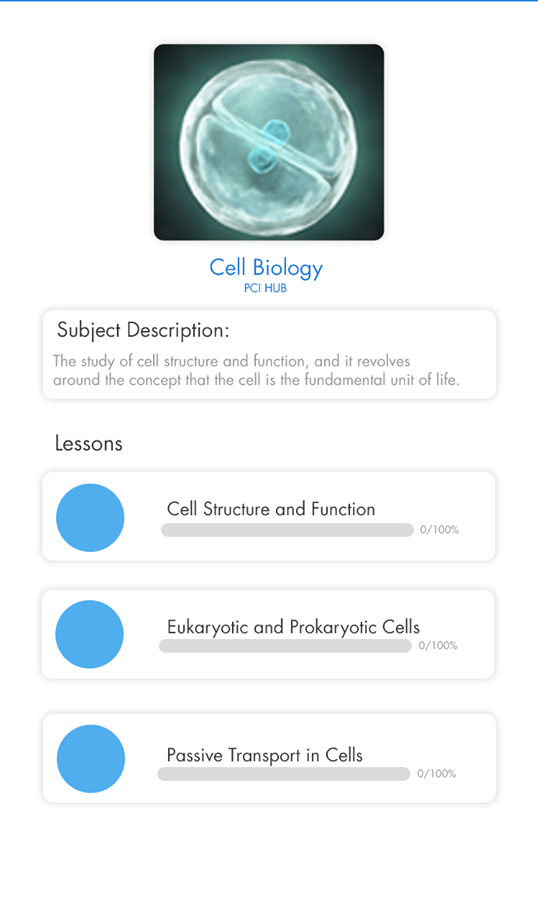 Cell Biology
PCI HUB
Subject Description:
The study of cell structure and function, and it revolves
around the concept that the cell is the fundamental unit of life.
Lessons
Cell Structure and Function
0/100%
Eukaryotic and Prokaryotic Cells
0/100%
Passive Transport in Cells
0/100%